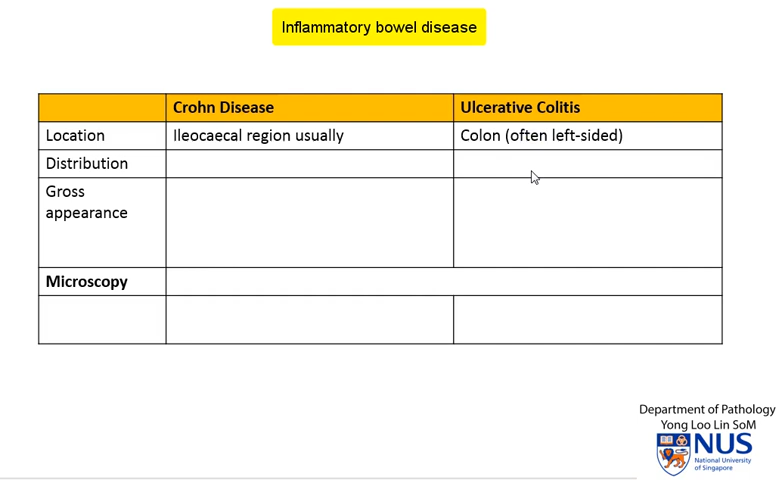 Inflammatory bowel disease
Crohn Disease
Ulcerative Colitis
Location
Ileocaecal region usually
Colon (often left-sided)
Distribution
Gross
appearance
Microscopy
Department of Pathology
Yong Loo Lin SoM
NUS
National University
of Singapore